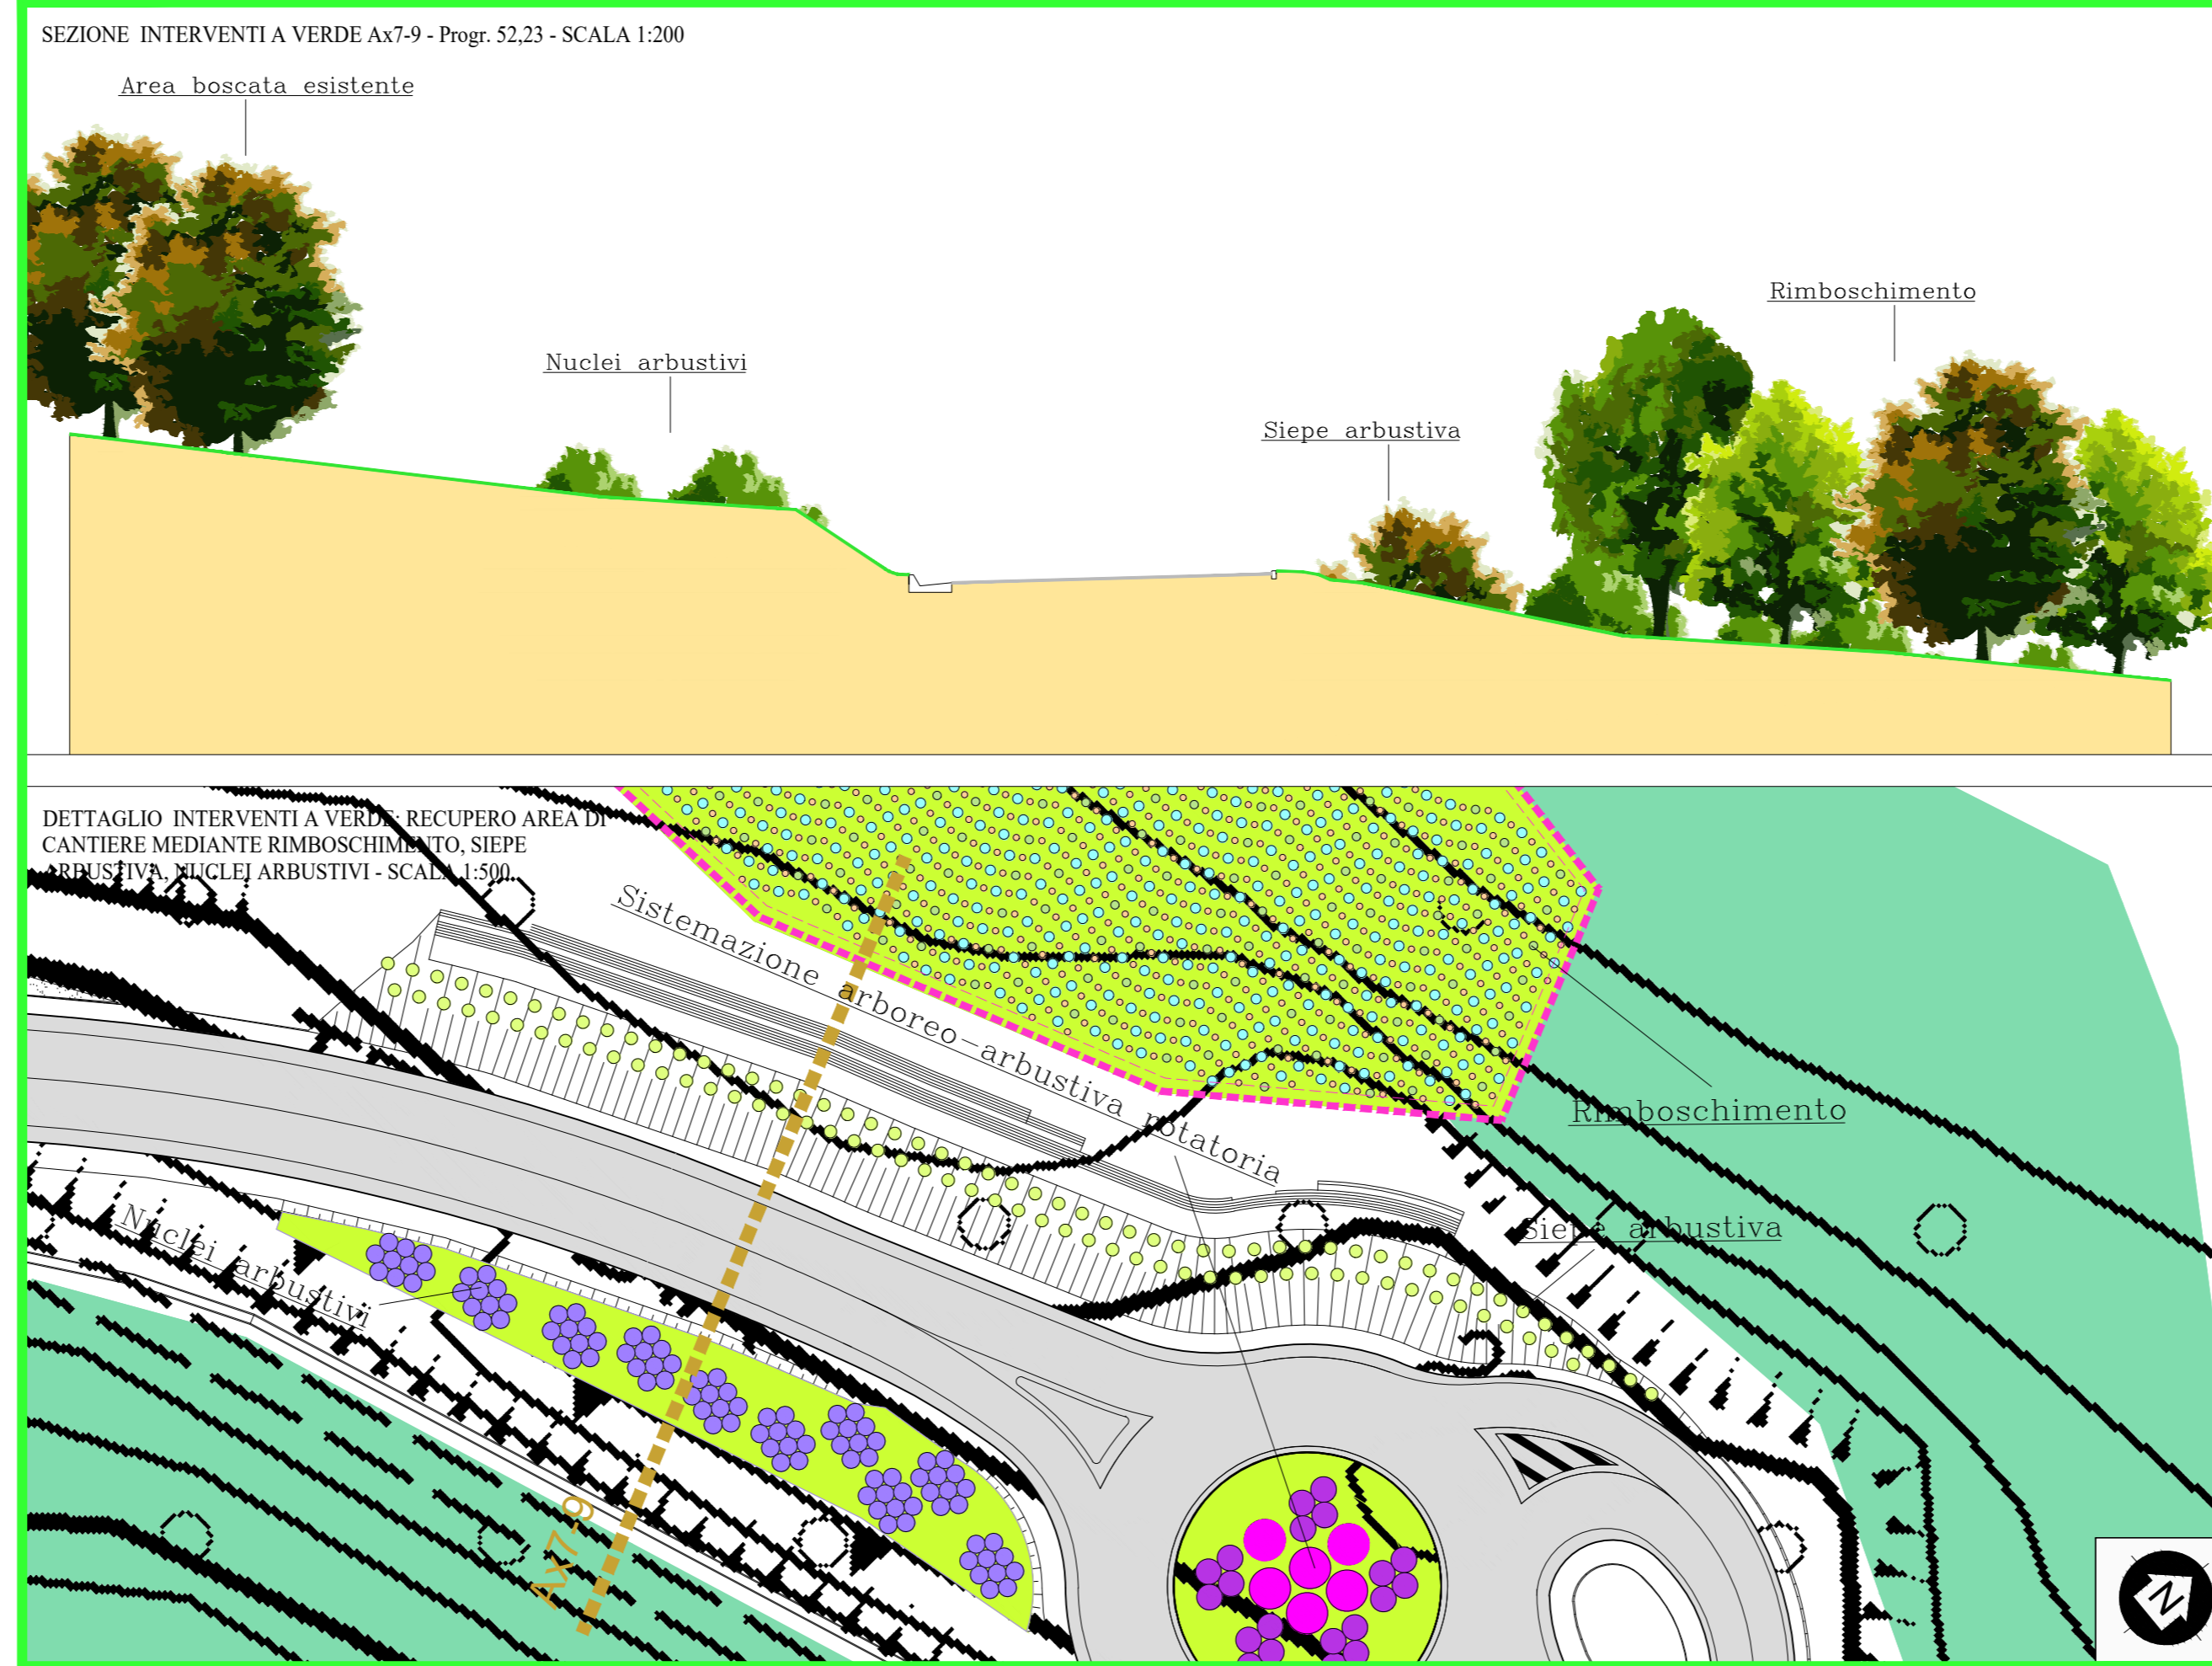 SEZIONE INTERVENTI A VERDE Ax7-9 - Progr. 52,23 - SCALA 1:200
Area boscata esistente
Rimboschimento
Nuclei arbustivi
Siepe arbustiva
DETTAGLIO INTERVENTI A VERDE: RECUPERO AREA DI
CANTIERE MEDIANTE RIMBOSCHIMENTO, SIEPE
ARBUSTIVA, NUCLEI ARBUSTIVI - SCALA 1:500
Sistemazione arboreo-arbustiva rotatoria
Rimboschimento
Siepe arbustiva
Nuclei arbustivi
Ax7-9
N